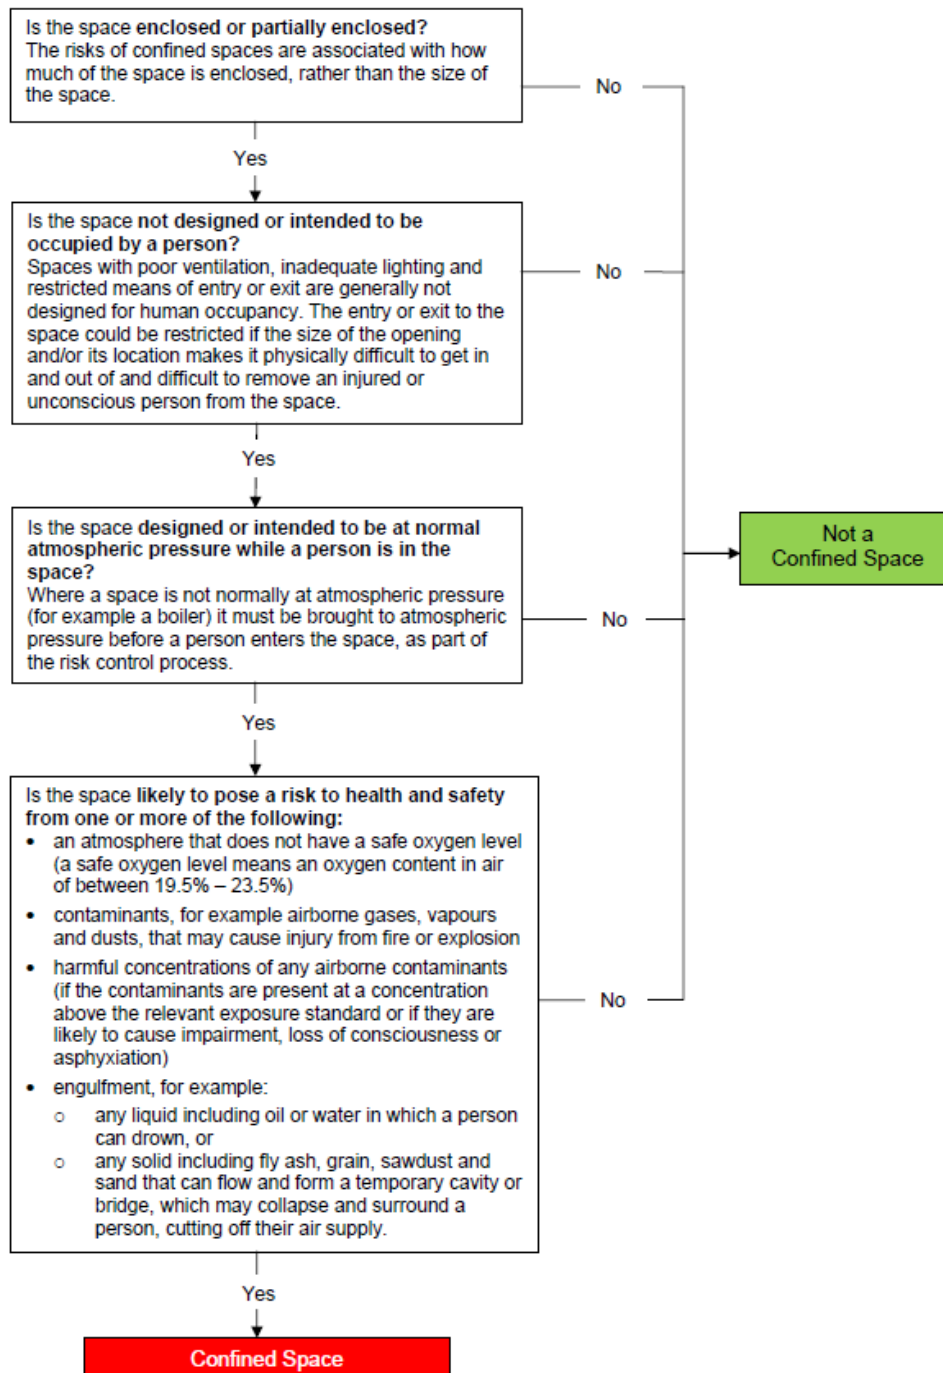 Is the space enclosed or partially enclosed?
The risks of confined spaces are associated with how
much of the space is enclosed, rather than the size of
the space.
No
Yes
Is the space not designed or intended to be
occupied by a person?
Spaces with poor ventilation, inadequate lighting and
restricted means of entry or exit are generally not
designed for human occupancy. The entry or exit to the
space could be restricted if the size of the opening
and/or its location makes it physically difficult to get in
and out of and difficult to remove an injured or
unconscious person from the space.
No
Yes
Is the space designed or intended to be at normal
atmospheric pressure while a person is in the
space?
Where a space is not normally at atmospheric pressure
(for example a boiler) it must be brought to atmospheric
pressure before a person enters the space, as part of
the risk control process.
Not a
Confined Space
No
Yes
Is the space likely to pose a risk to health and safety
from one or more of the following:
• an atmosphere that does not have a safe oxygen level
(a safe oxygen level means an oxygen content in air
of between 19.5% – 23.5%)
• contaminants, for example airborne gases, vapours
and dusts, that may cause injury from fire or explosion
• harmful concentrations of any airborne contaminants
(if the contaminants are present at a concentration
above the relevant exposure standard or if they are
likely to cause impairment, loss of consciousness or
asphyxiation)
• engulfment, for example:
o any liquid including oil or water in which a person
can drown, or
o any solid including fly ash, grain, sawdust and
sand that can flow and form a temporary cavity or
bridge, which may collapse and surround a
person, cutting off their air supply.
No
Yes
Confined Space